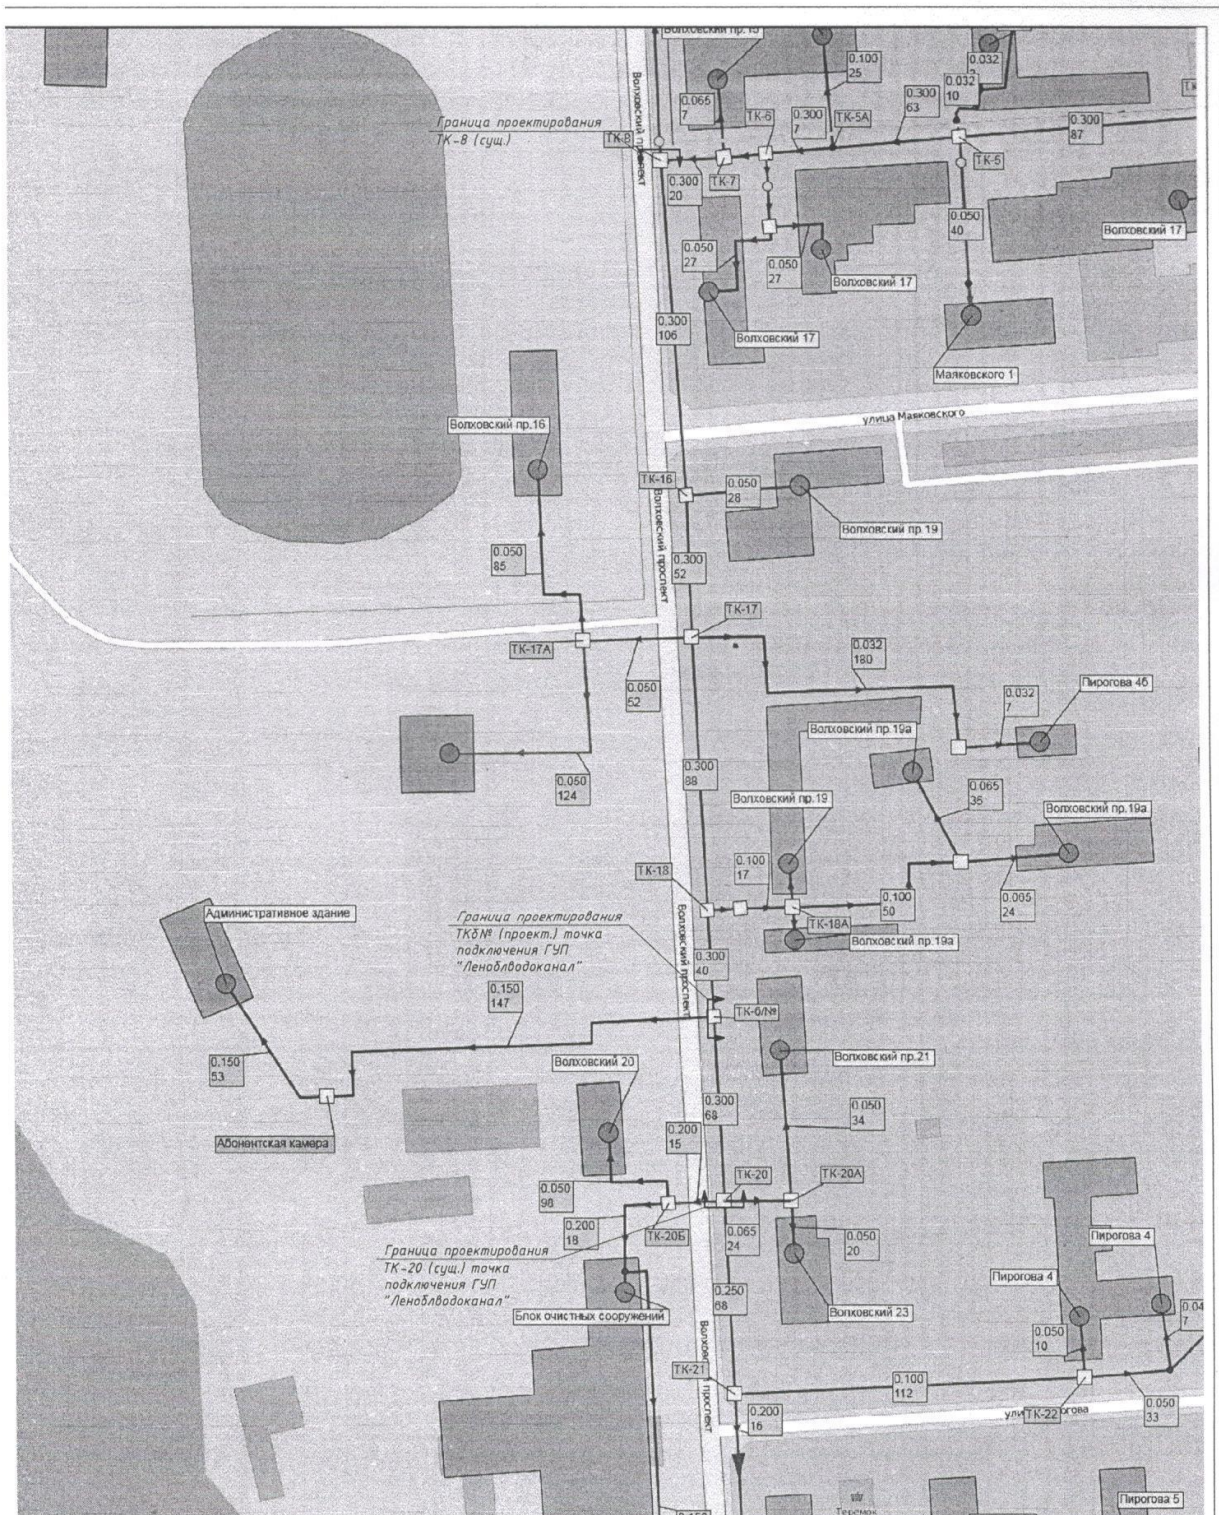 Волховский пр.15
0.100
25
0.032
0.032
10
0.300
63
0.300
87
0.065
7
ТК-6
0.300
7
ТК-5А
Граница проектирования
ТК-8 (сущ.)
ТК-8
Волховский проспект
0.300
20
ТК-7
ТК-5
0.050
40
Волховский 17
0.050
27
0.050
27
Волховский 17
0.300
106
Волховский 17
Маяковского 1
улица Маяковского
Волховский пр.16
ТК-16
0.050
28
Волховский пр.19
Волховский проспект
0.050
85
0.300
52
ТК-17
ТК-17А
0.032
180
0.050
52
0.032
7
Пирогова 4б
Волховский пр.19а
0.300
88
0.050
124
Волховский пр.19
0.065
36
Волховский пр.19а
ТК-18
0.100
17
0.100
50
0.065
24
ТК-18А
Волховский пр.19а
Административное здание
Граница проектирования
ТКб№ (проект.) точка
подключения ГУП
"Леноблводоканал"
Волховский проспект
0.300
40
0.150
147
ТК-б/№
0.150
53
Волховский 20
Волховский пр.21
0.300
68
0.050
34
Абонентская камера
0.200
15
ТК-20
ТК-20А
0.050
98
0.200
18
ТК-20Б
0.065
24
0.050
20
Граница проектирования
ТК-20 (сущ.) точка
подключения ГУП
"Леноблводоканал"
Пирогова 4
Пирогова 4
0.250
68
Блок очистных сооружений
Волховский 23
0.050
10
7
Волховский проспект
ТК-21
0.100
112
0.200
16
ТК-22
0.050
33
Пирогова 5
Теремок